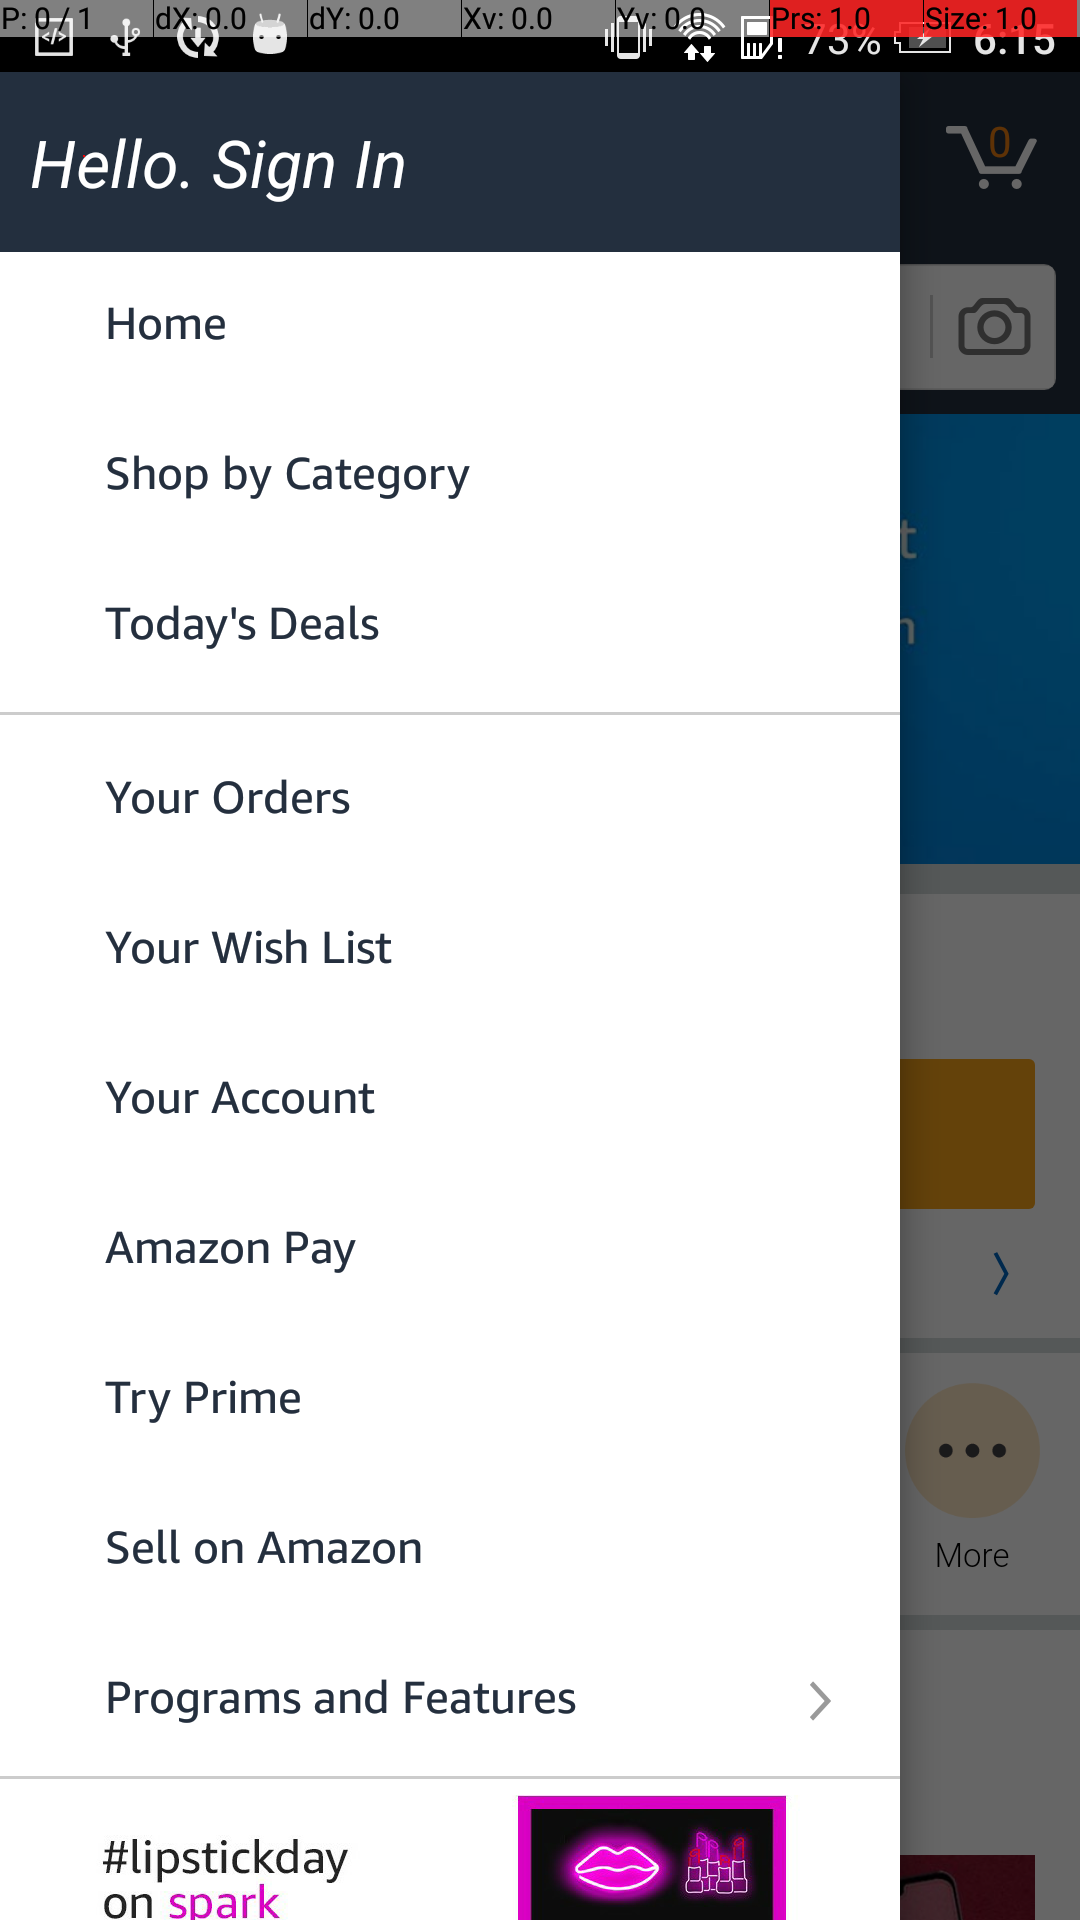 P: 0 / 1 dX: 0.0 dY: 0.0 Xv: 0.0 Yv: 0.0 Prs: 1.0 Size: 1.0
73% 6:15
Hello. Sign In
0
Home
Shop by Category
Today's Deals
Your Orders
Your Wish List
Your Account
Amazon Pay
Try Prime
Sell on Amazon
More
Programs and Features
#lipstickday
on spark